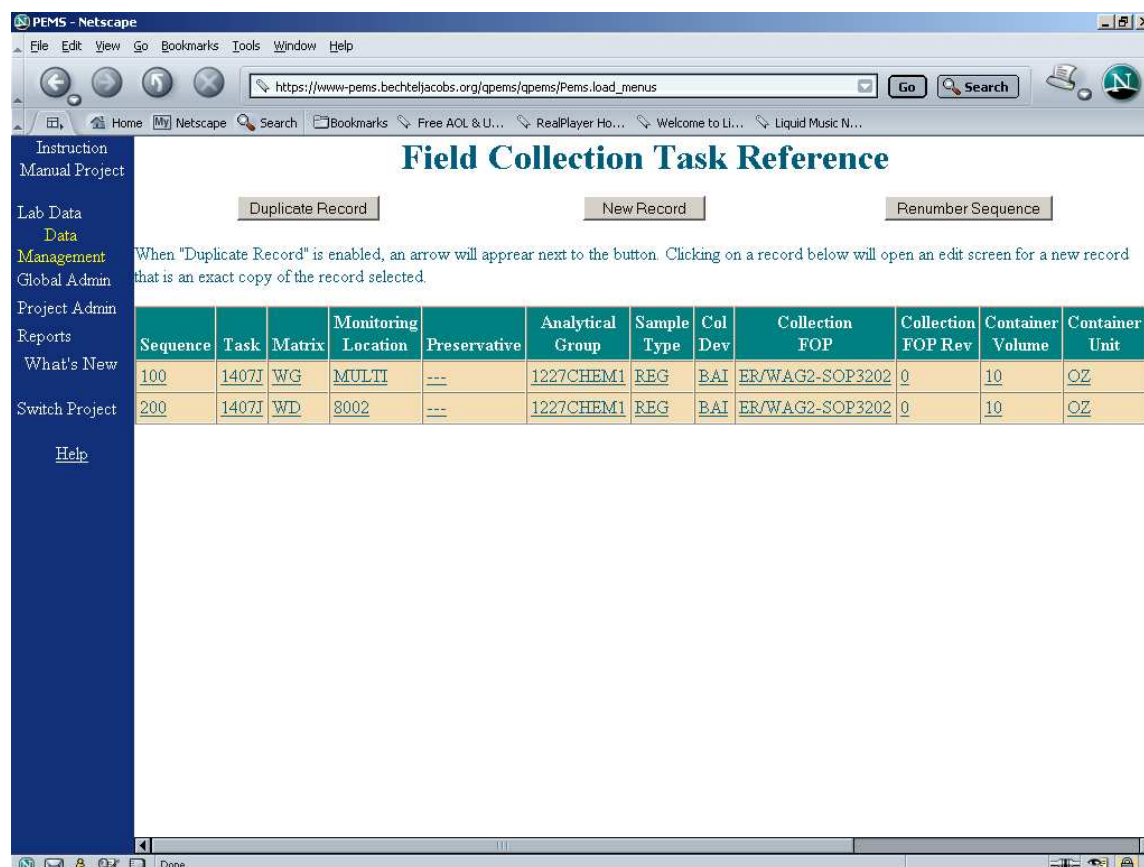 PEMS - Netscape
File Edit View Go Bookmarks Tools Window Help
https://www-pems.bechteljacobs.org/qpems/qpems/Pems.load_menus Go Search
Home My Netscape Search Bookmarks Free AOL & U... RealPlayer Ho... Welcome to Li... Liquid Music N...
Instruction
Manual Project
Lab Data
Data
Management
Global Admin
Project Admin
Reports
What's New
Switch Project
Help
Field Collection Task Reference
Duplicate Record New Record Renumber Sequence
When "Duplicate Record" is enabled, an arrow will apprear next to the button. Clicking on a record below will open an edit screen for a new record
that is an exact copy of the record selected.
Sequence Task Matrix Monitoring Location Preservative Analytical Group Sample Type Col Dev Collection FOP Collection FOP Rev Container Volume Container Unit
100 1407J WG MULTI --- 1227CHEM1 REG BAI ER/WAG2-SOP3202 0 10 OZ
200 1407J WD 8002 --- 1227CHEM1 REG BAI ER/WAG2-SOP3202 0 10 OZ
Done